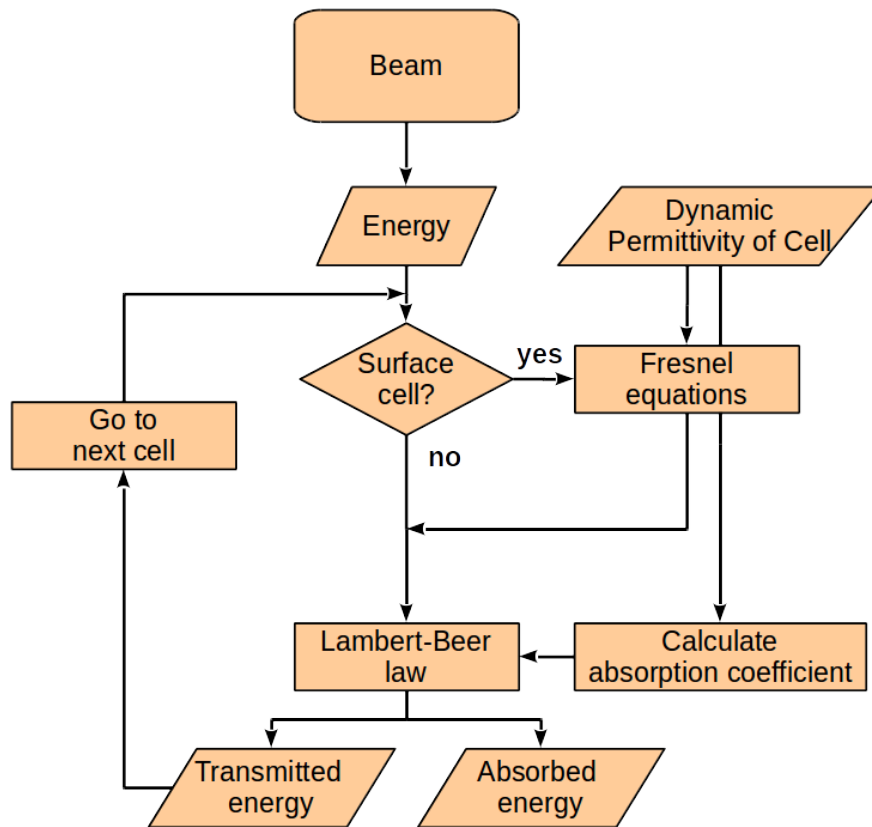 Beam
Energy
Dynamic
Permittivity of Cell
Surface
cell?
yes
Fresnel
equations
Go to
next cell
no
Lambert-Beer
law
Calculate
absorption coefficient
Transmitted
energy
Absorbed
energy